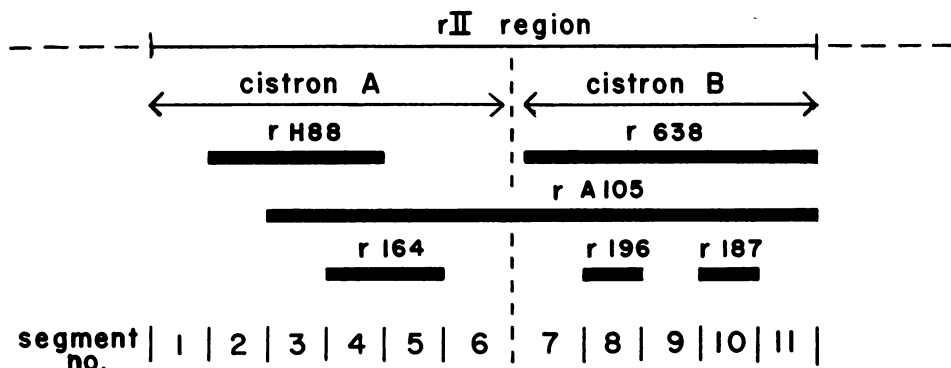 rII region
cistron A cistron B
r H88 r 638
r A105
r 164 r 196 r 187
segment no. | 1 | 2 | 3 | 4 | 5 | 6 7 | 8 | 9 | 10 | 11 |